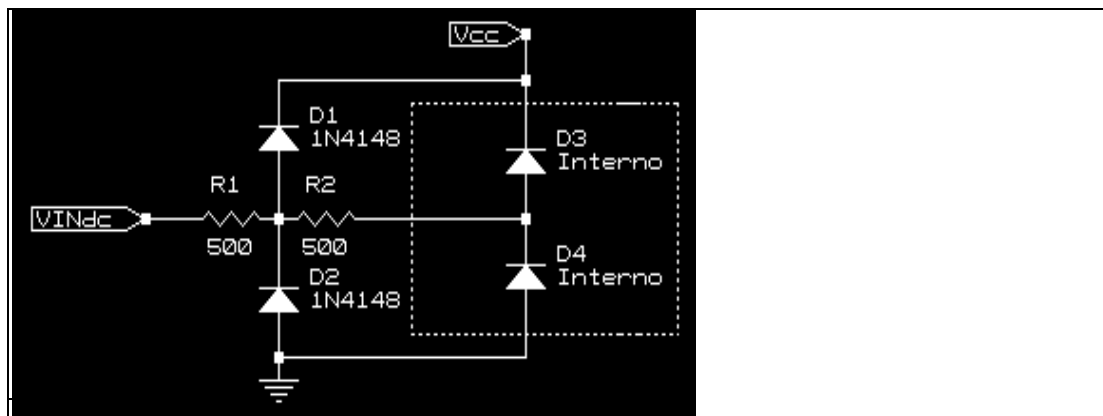 Vcc
D1
1N4148
D3
Interno
R1
R2
VINdc
500
500
D2
1N4148
D4
Interno